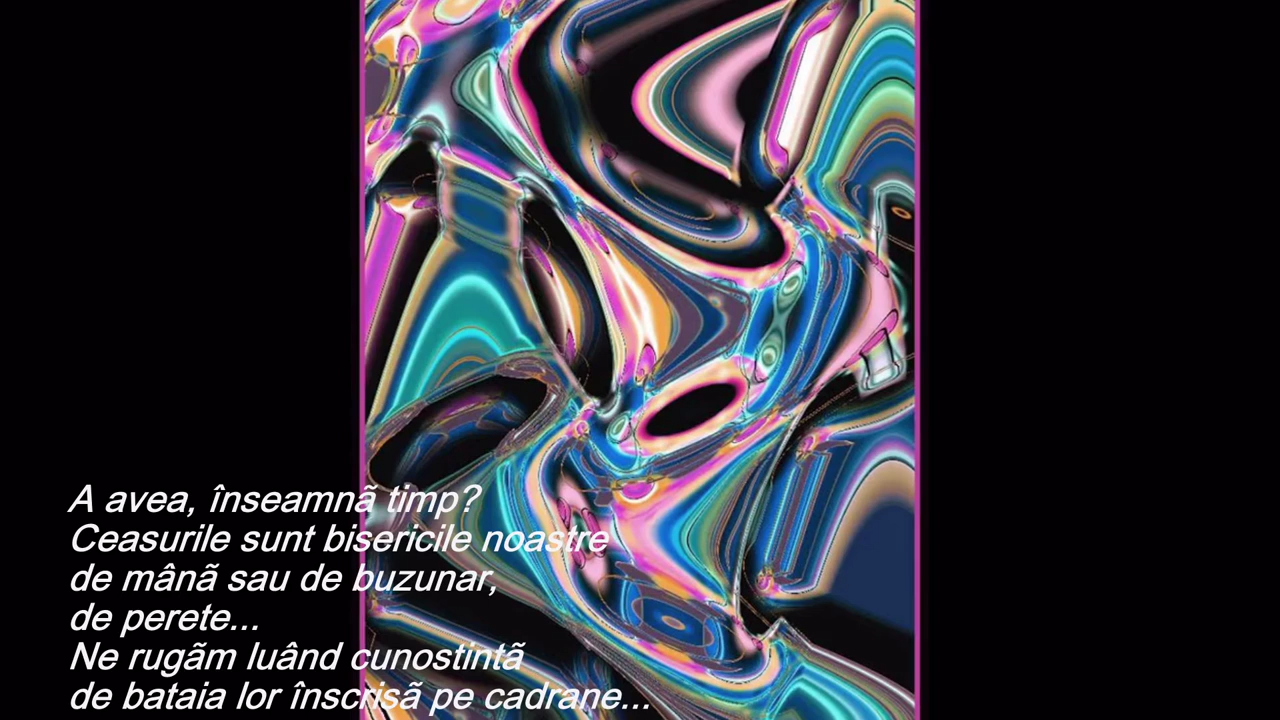 A avea, înseamnã timp?
Ceasurile sunt bisericile noastre
de mânã sau de buzunar,
de perete...
Ne rugãm luând cunostintã
de bataia lor înscrisã pe cadrane...